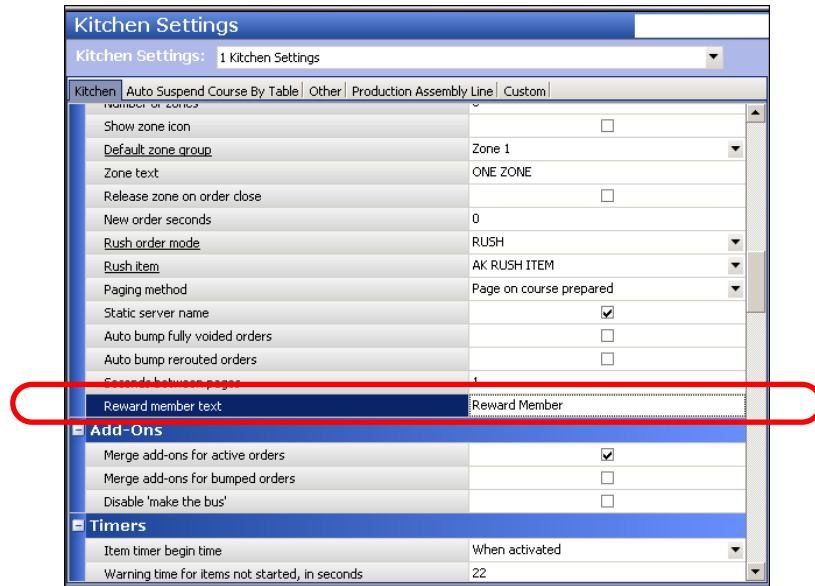 Kitchen Settings
Kitchen Settings: 1 Kitchen Settings
Kitchen Auto Suspend Course By Table Other Production Assembly Line Custom
Number of zones
Show zone icon
Default zone group Zone 1
Zone text ONE ZONE
Release zone on order close
New order seconds 0
Rush order mode RUSH
Rush item AK RUSH ITEM
Paging method Page on course prepared
Static server name
Auto bump fully voided orders
Auto bump rerouted orders
Seconds between pages 1
Reward member text Reward Member
Add-Ons
Merge add-ons for active orders
Merge add-ons for bumped orders
Disable 'make the bus'
Timers
Item timer begin time When activated
Warning time for items not started, in seconds 22